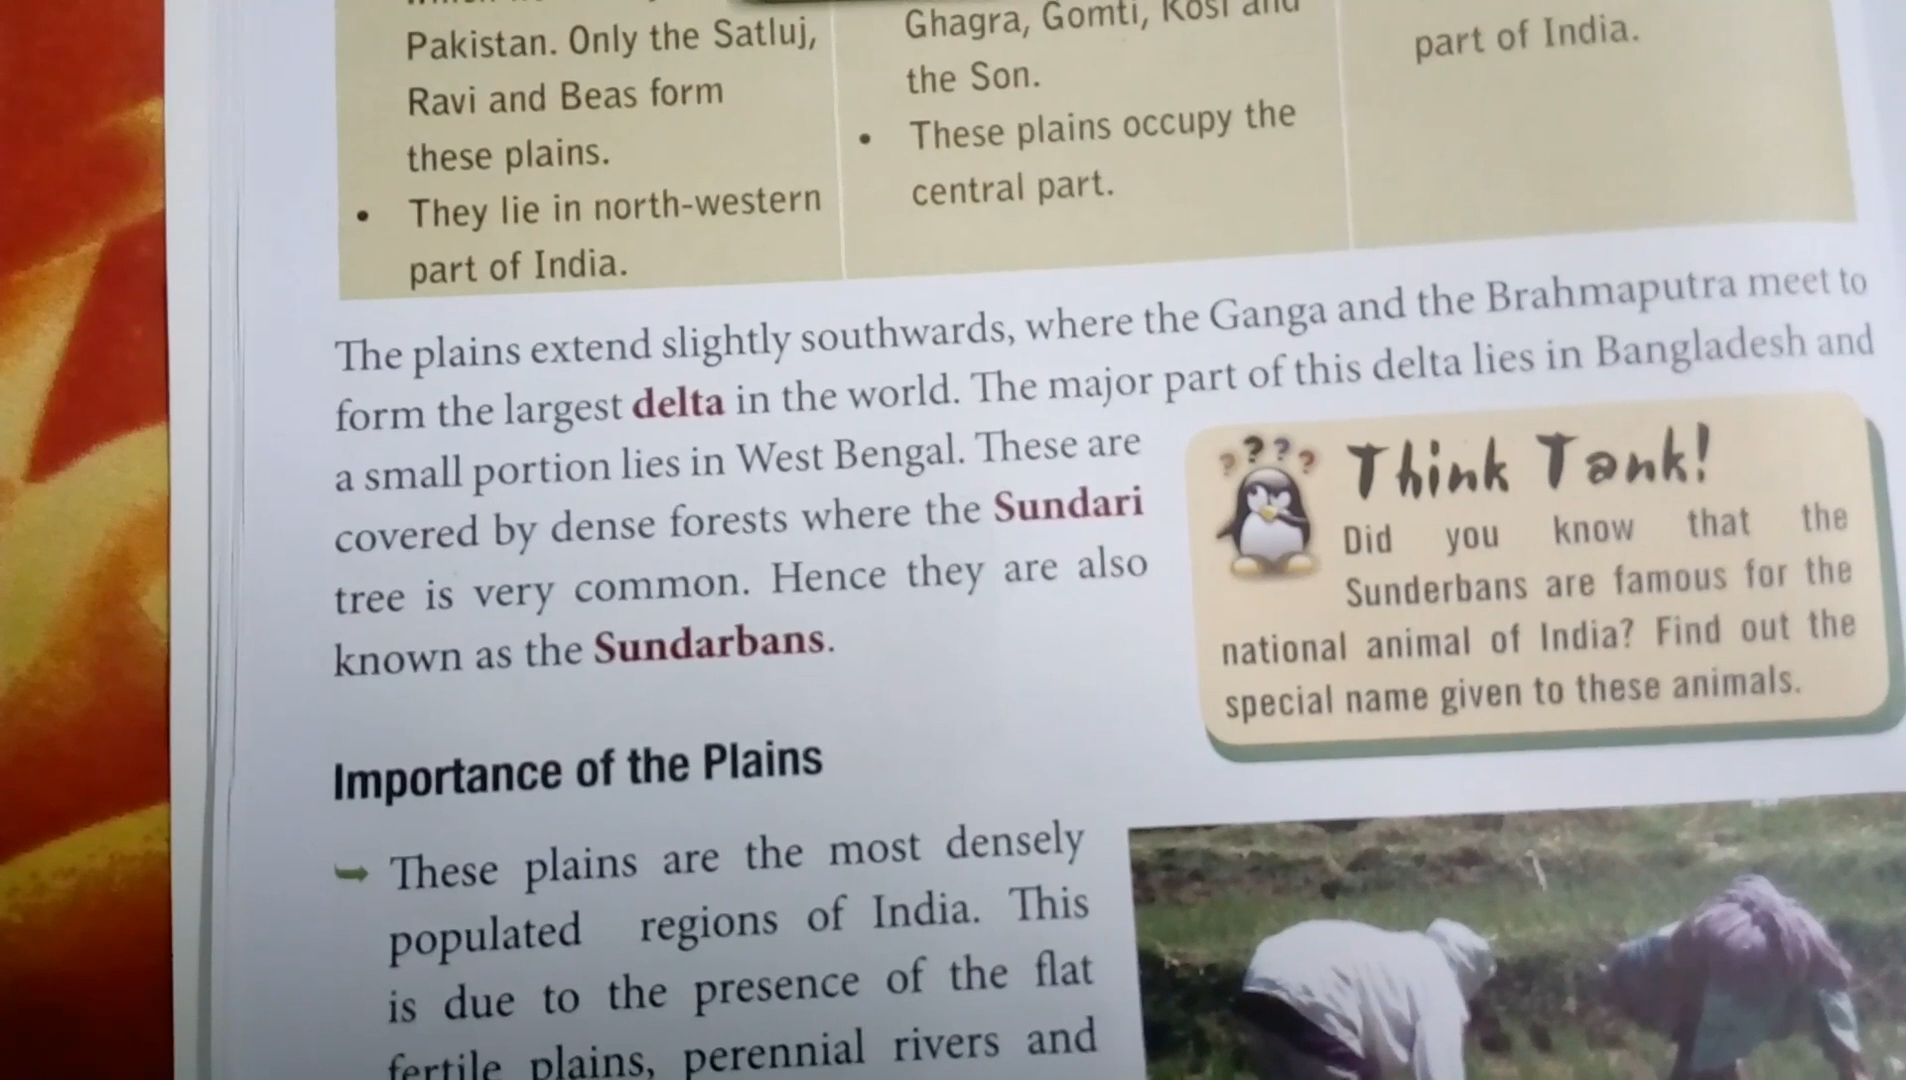 Pakistan. Only the Satluj,
Ravi and Beas form
these plains.
• They lie in north-western
part of India.
Ghagra, Gomti, Kosi and
the Son.
• These plains occupy the
central part.
part of India.
The plains extend slightly southwards, where the Ganga and the Brahmaputra meet to
form the largest delta in the world. The major part of this delta lies in Bangladesh and
a small portion lies in West Bengal. These are
covered by dense forests where the Sundari
tree is very common. Hence they are also
known as the Sundarbans.
???? Think Tank!
Did you know that the
Sunderbans are famous for the
national animal of India? Find out the
special name given to these animals.
Importance of the Plains
These plains are the most densely
populated regions of India. This
is due to the presence of the flat
fertile plains, perennial rivers and